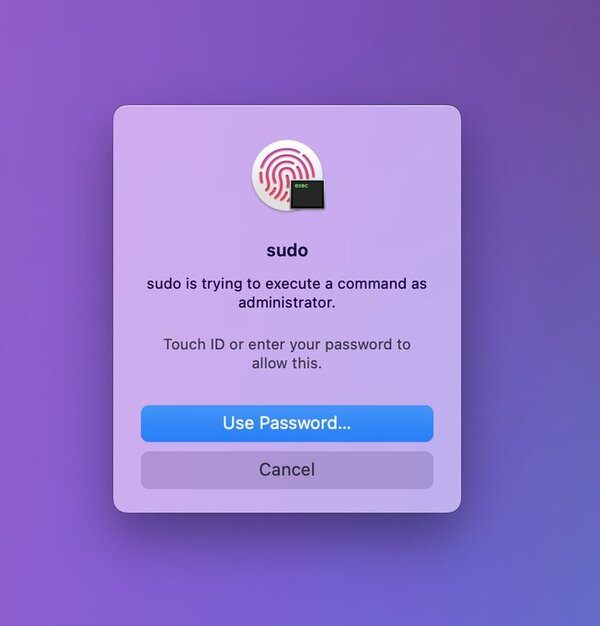 exec
sudo
sudo is trying to execute a command as
administrator.
Touch ID or enter your password to
allow this.
Use Password...
Cancel